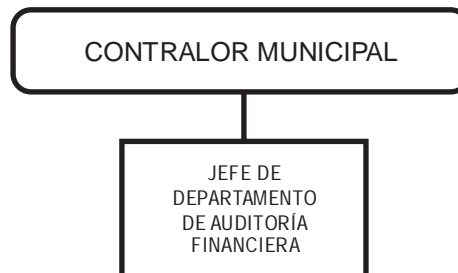 CONTRALOR MUNICIPAL
JEFE DE
DEPARTAMENTO
DE AUDITORÍA
FINANCIERA